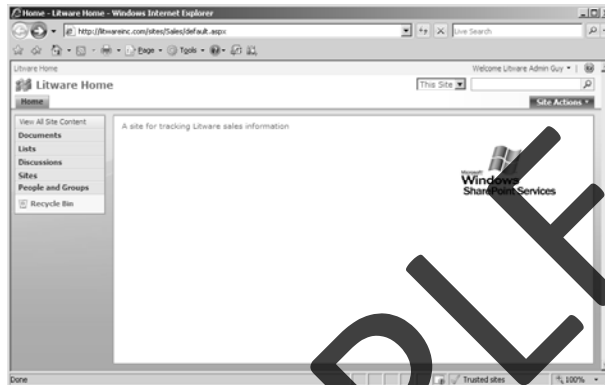 Home - Litware Home - Windows Internet Explorer
http://litwareinc.com/sites/Sales/default.aspx
Live Search
Page Tools
Litware Home Welcome Litware Admin Guy
Litware Home This Site
Home Site Actions
View All Site Content
Documents
Lists
Discussions
Sites
People and Groups
Recycle Bin
A site for tracking Litware sales information
Microsoft
Windows
SharePoint Services
Done Trusted sites 100%
PLE